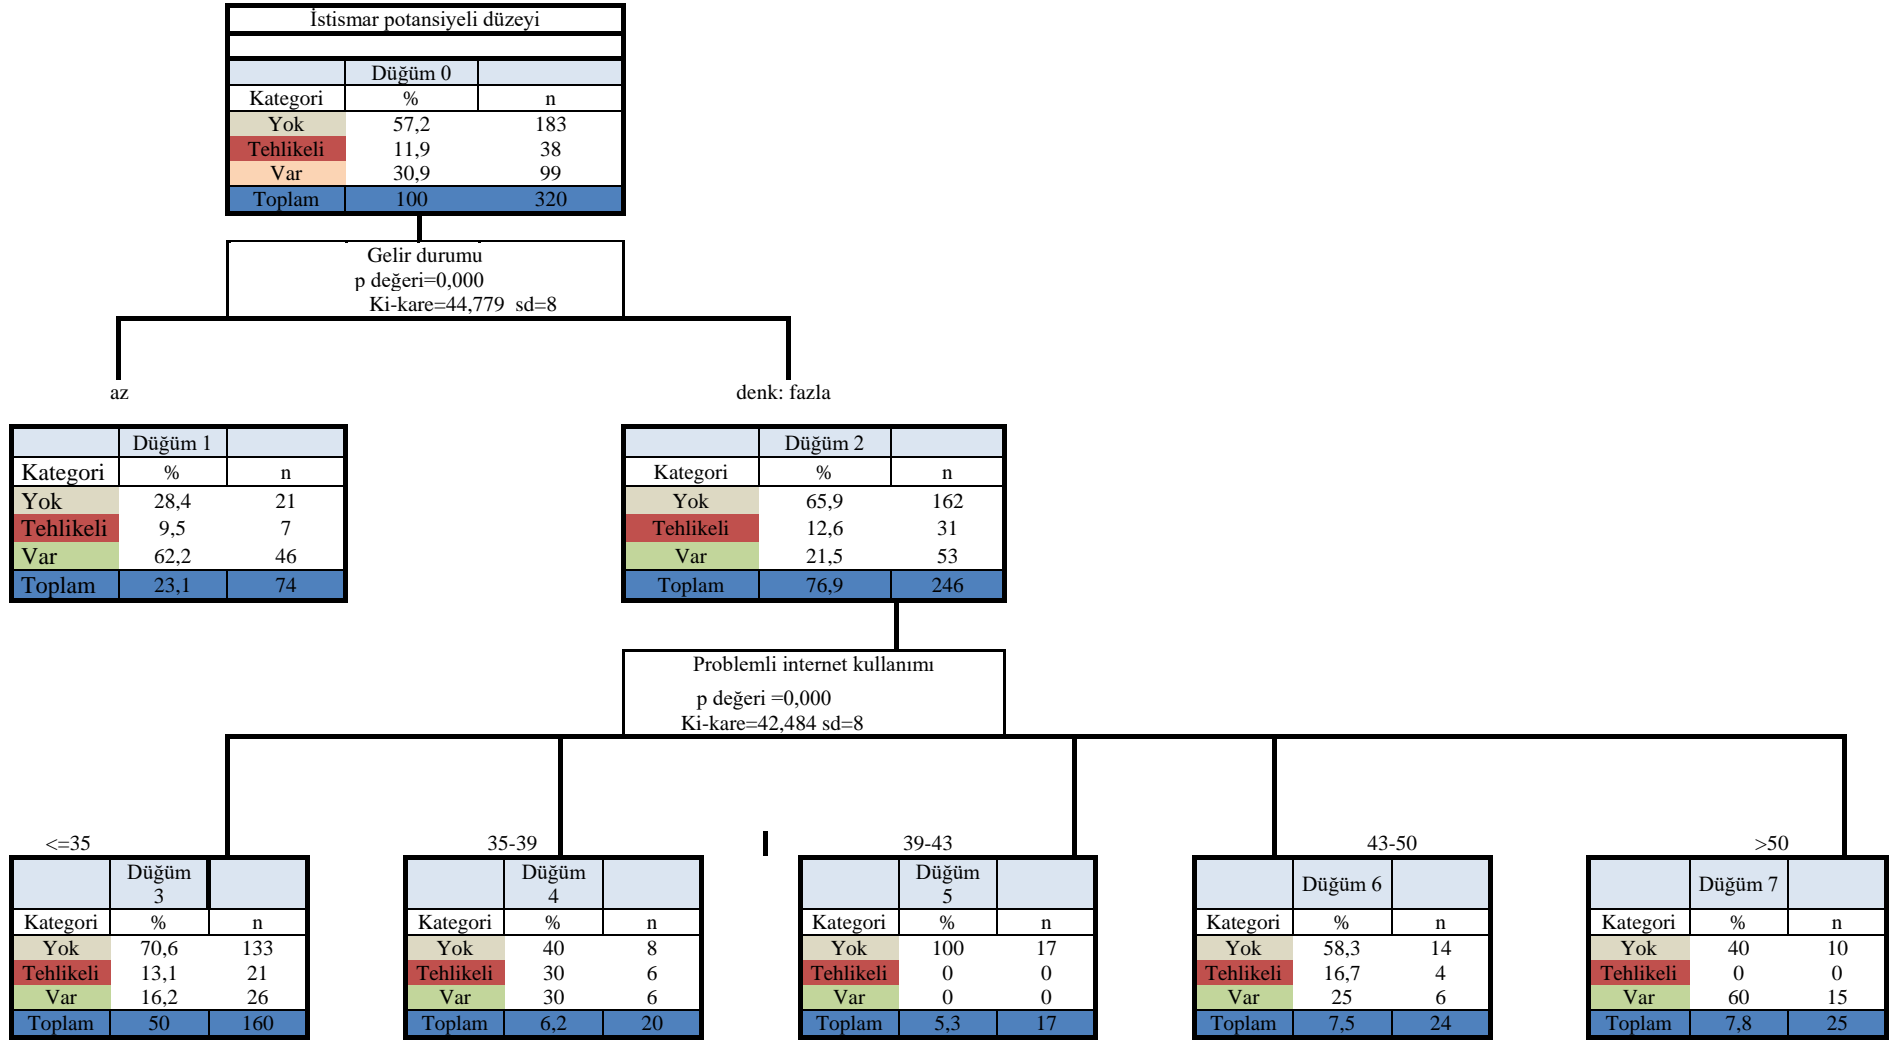 İstismar potansiyeli düzeyi
Düğüm 0
Kategori % n
Yok 57,2 183
Tehlikeli 11,9 38
Var 30,9 99
Toplam 100 320
Gelir durumu
p değeri=0,000
Ki-kare=44,779 sd=8
az
denk: fazla
Düğüm 1
Kategori % n
Yok 28,4 21
Tehlikeli 9,5 7
Var 62,2 46
Toplam 23,1 74
Düğüm 2
Kategori % n
Yok 65,9 162
Tehlikeli 12,6 31
Var 21,5 53
Toplam 76,9 246
Problemli internet kullanımı
p değeri =0,000
Ki-kare=42,484 sd=8
<=35
Düğüm
3
Kategori % n
Yok 70,6 133
Tehlikeli 13,1 21
Var 16,2 26
Toplam 50 160
35-39
Düğüm
4
Kategori % n
Yok 40 8
Tehlikeli 30 6
Var 30 6
Toplam 6,2 20
39-43
Düğüm
5
Kategori % n
Yok 100 17
Tehlikeli 0 0
Var 0 0
Toplam 5,3 17
43-50
Düğüm 6
Kategori % n
Yok 58,3 14
Tehlikeli 16,7 4
Var 25 6
Toplam 7,5 24
>50
Düğüm 7
Kategori % n
Yok 40 10
Tehlikeli 0 0
Var 60 15
Toplam 7,8 25